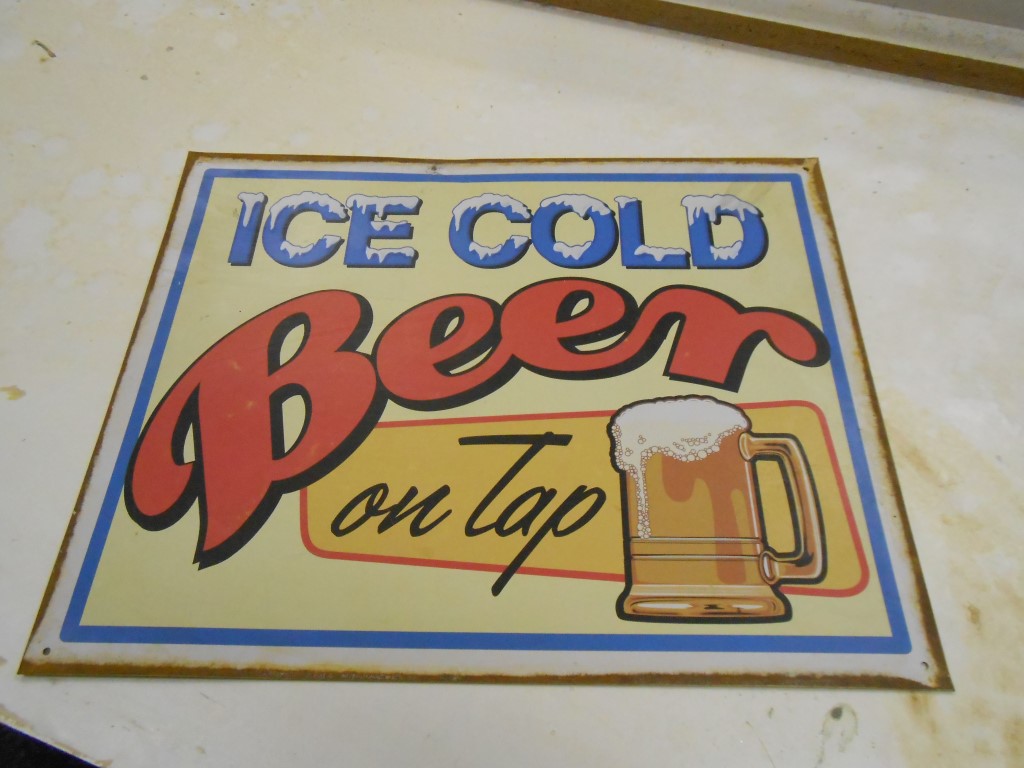 ICE COLD
Beer
on Tap